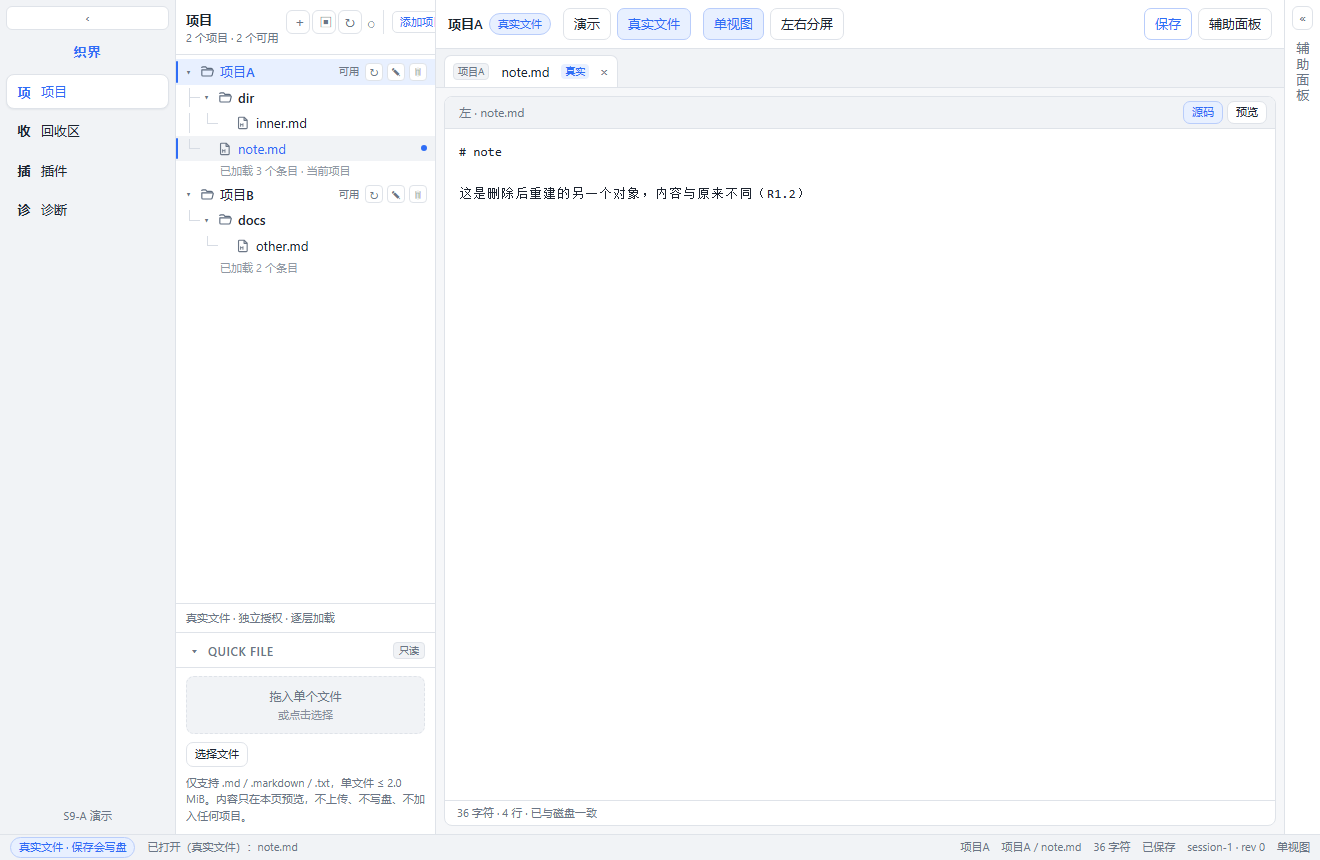 ‹
织界
项 项目
收 回收区
插 插件
诊 诊断
S9-A 演示
项目
2 个项目 · 2 个可用
添加项
项目A 可用
dir
inner.md
note.md
已加载 3 个条目 · 当前项目
项目B 可用
docs
other.md
已加载 2 个条目
真实文件 · 独立授权 · 逐层加载
QUICK FILE 只读
拖入单个文件
或点击选择
选择文件
仅支持 .md / .markdown / .txt，单文件 ≤ 2.0
MiB。内容只在本页预览，不上传、不写盘、不加
入任何项目。
项目A 真实文件 演示 真实文件 单视图 左右分屏 保存 辅助面板
项目A note.md 真实 ×
左 · note.md 源码 预览
# note
这是删除后重建的另一个对象，内容与原来不同（R1.2）
36 字符 · 4 行 · 已与磁盘一致
«
辅助面板
真实文件 · 保存会写盘 已打开（真实文件）：note.md 项目A 项目A / note.md 36 字符 已保存 session-1 · rev 0 单视图